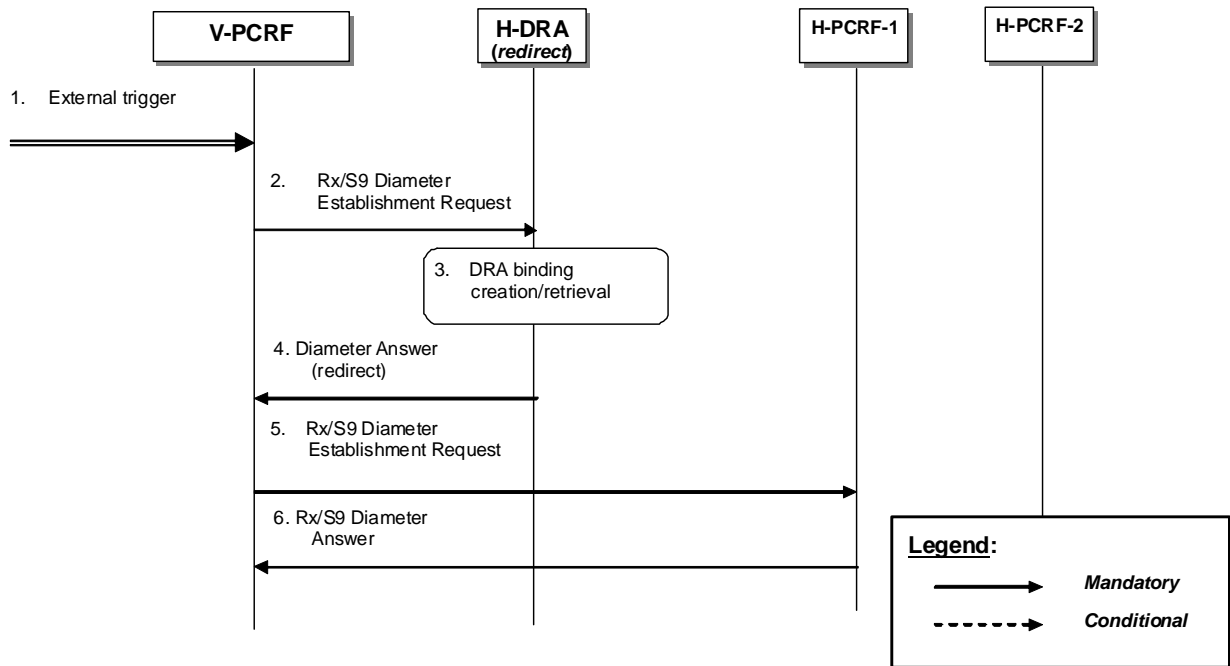 V-PCRF
H-DRA
(redirect)
H-PCRF-1
H-PCRF-2
1. External trigger
2. Rx/S9 Diameter
Establishment Request
3. DRA binding
creation/retrieval
4. Diameter Answer
(redirect)
5. Rx/S9 Diameter
Establishment Request
6. Rx/S9 Diameter
Answer
Legend:
Mandatory
Conditional